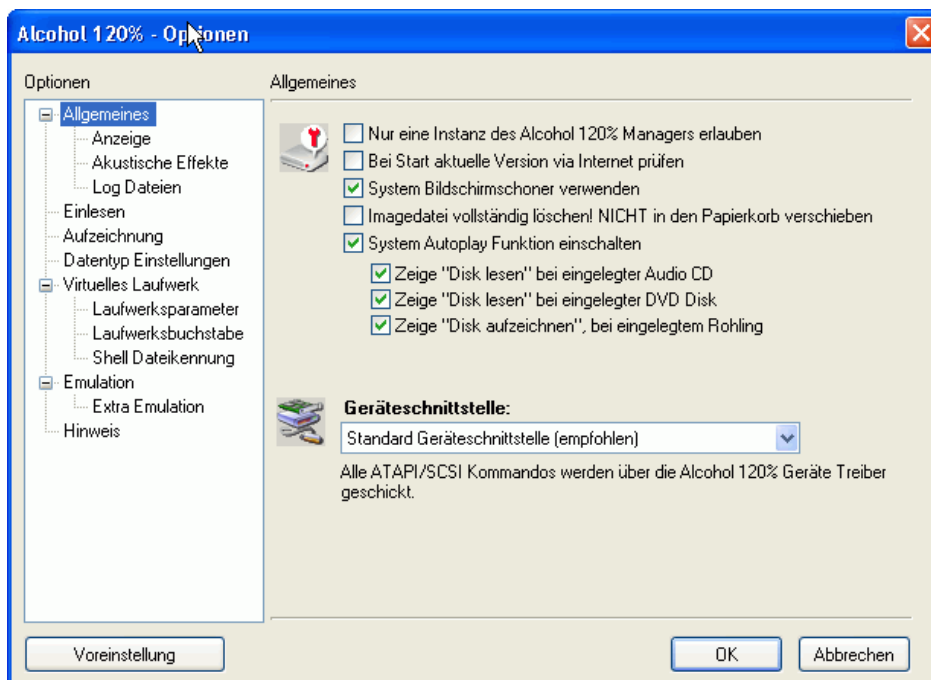 Alcohol 120% - Optionen
Optionen
Allgemeines
Anzeige
Akustische Effekte
Log Dateien
Einlesen
Aufzeichnung
Datentyp Einstellungen
Virtuelles Laufwerk
Laufwerksparameter
Laufwerksbuchstabe
Shell Dateikennung
Emulation
Extra Emulation
Hinweis
Allgemeines
Nur eine Instanz des Alcohol 120% Managers erlauben
Bei Start aktuelle Version via Internet prüfen
System Bildschirmschoner verwenden
Imagedatei vollständig löschen! NICHT in den Papierkorb verschieben
System Autoplay Funktion einschalten
Zeige "Disk lesen" bei eingelegter Audio CD
Zeige "Disk lesen" bei eingelegter DVD Disk
Zeige "Disk aufzeichnen", bei eingelegtem Rohling
Geräteschnittstelle:
Standard Geräteschnittstelle (empfohlen)
Alle ATAPI/SCSI Kommandos werden über die Alcohol 120% Geräte Treiber
geschickt.
Voreinstellung
OK
Abbrechen